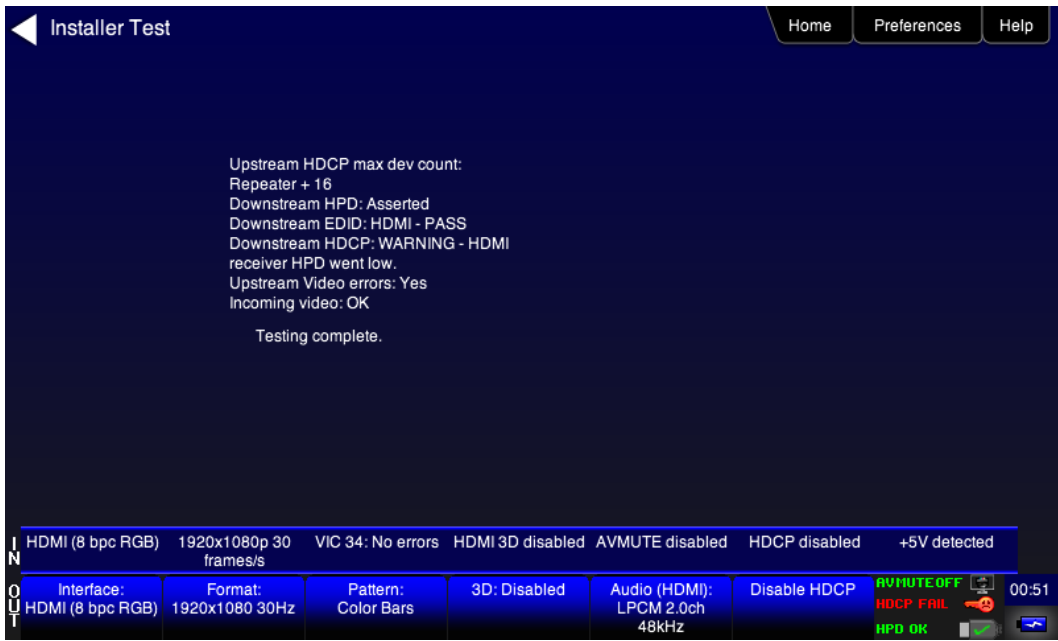 Installer Test
Home
Preferences
Help
Upstream HDCP max dev count:
Repeater + 16
Downstream HPD: Asserted
Downstream EDID: HDMI - PASS
Downstream HDCP: WARNING - HDMI
receiver HPD went low.
Upstream Video errors: Yes
Incoming video: OK
Testing complete.
IN
HDMI (8 bpc RGB)
1920x1080p 30
frames/s
VIC 34: No errors
HDMI 3D disabled
AVMUTE disabled
HDCP disabled
+5V detected
OUT
Interface:
HDMI (8 bpc RGB)
Format:
1920x1080 30Hz
Pattern:
Color Bars
3D: Disabled
Audio (HDMI):
LPCM 2.0ch
48kHz
Disable HDCP
AVMUTE OFF
HDCP FAIL
HPD OK
00:51